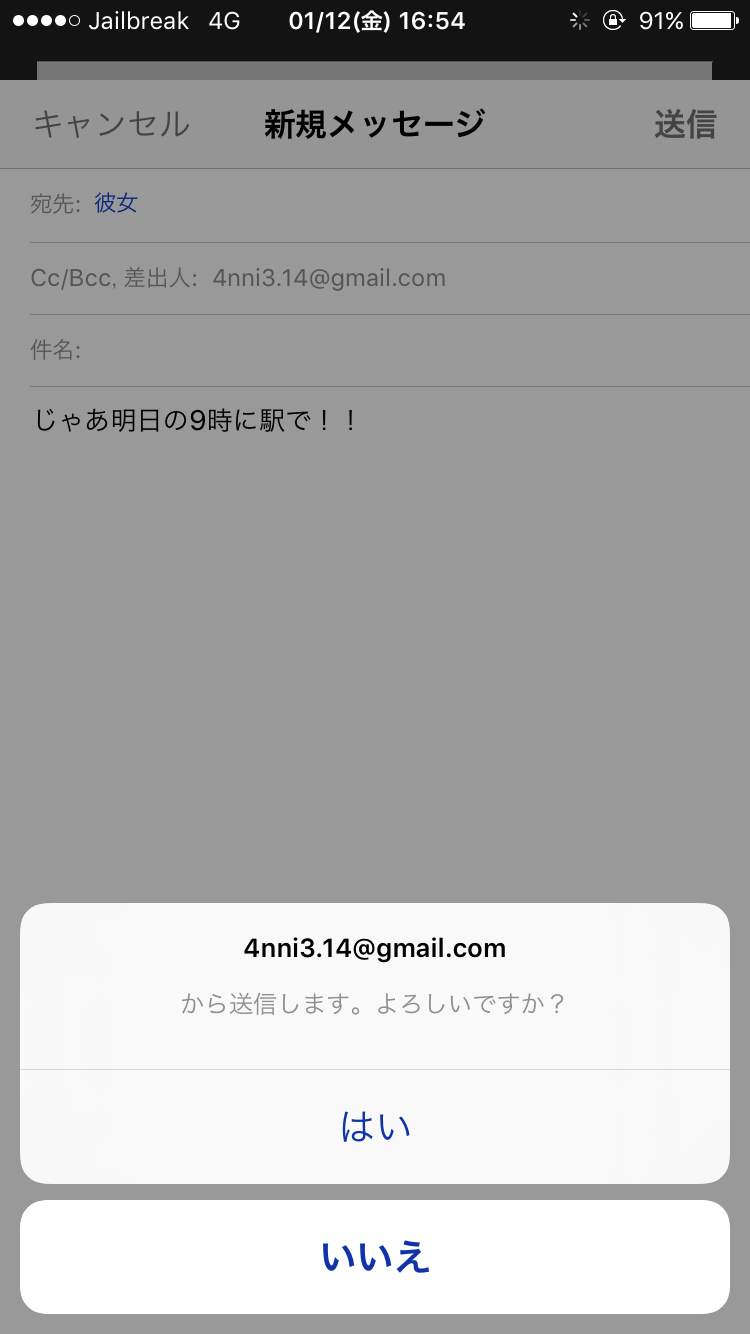 Jailbreak 4G 01/12(金) 16:54 91%
キャンセル 新規メッセージ 送信
宛先: 彼女
Cc/Bcc, 差出人: 4nni3.14@gmail.com
件名:
じゃあ明日の9時に駅で！！
4nni3.14@gmail.com
から送信します。よろしいですか？
はい
いいえ